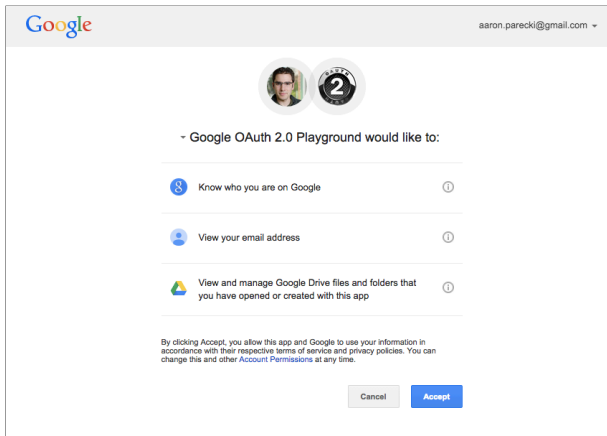 Google
aaron.parecki@gmail.com
OAUTH
2
Google OAuth 2.0 Playground would like to:
8
Know who you are on Google
View your email address
View and manage Google Drive files and folders that
you have opened or created with this app
By clicking Accept, you allow this app and Google to use your information in
accordance with their respective terms of service and privacy policies. You can
change this and other Account Permissions at any time.
Cancel
Accept